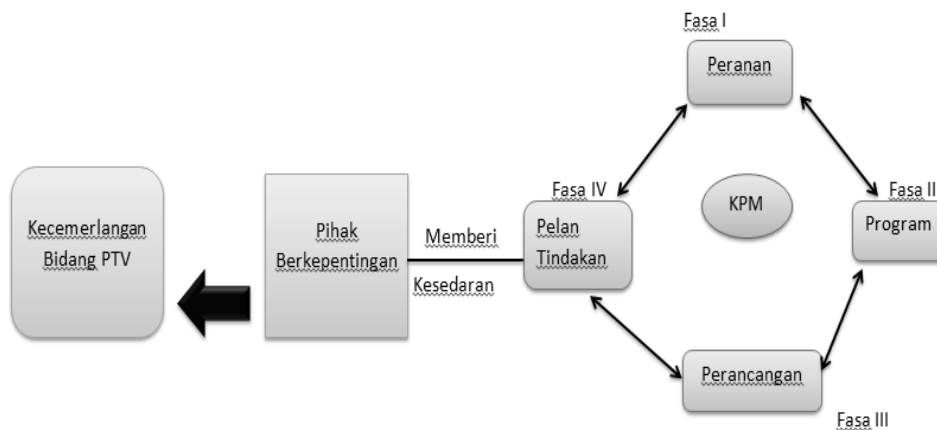 Fasa I
Peranan
Fasa IV
KPM
Fasa II
Kecemerlangan
Bidang PTV
Pihak
Berkepentingan
Memberi
Kesedaran
Pelan
Tindakan
Program
Perancangan
Fasa III